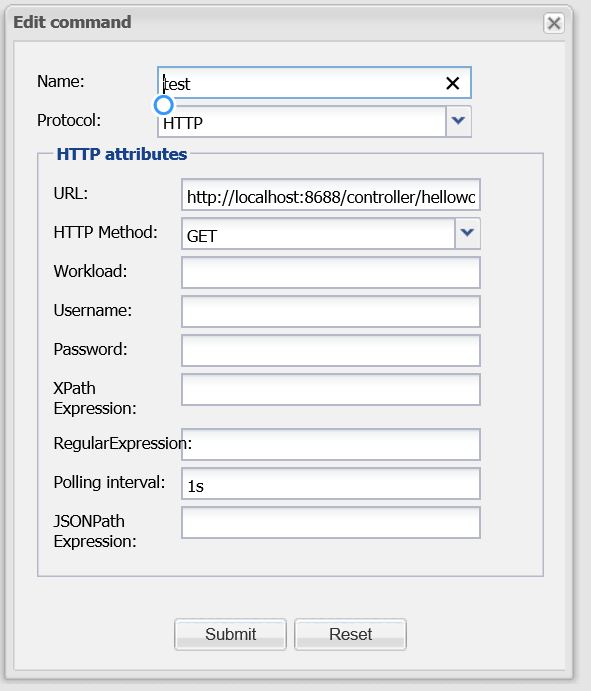 Edit command
Name: test
Protocol: HTTP
HTTP attributes
URL: http://localhost:8688/controller/hellowc
HTTP Method: GET
Workload:
Username:
Password:
XPath
Expression:
RegularExpression:
Polling interval: 1s
JSONPath
Expression:
Submit Reset